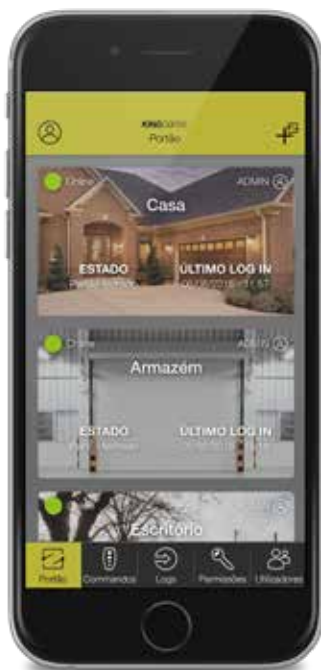 KINGgates
Portão
Online ADMIN
Casa
ESTADO ÚLTIMO LOG IN
Online ADMIN
Armazém
ESTADO ÚLTIMO LOG IN
Escritório
Portão Commandos Logs Permissões Utilizadores